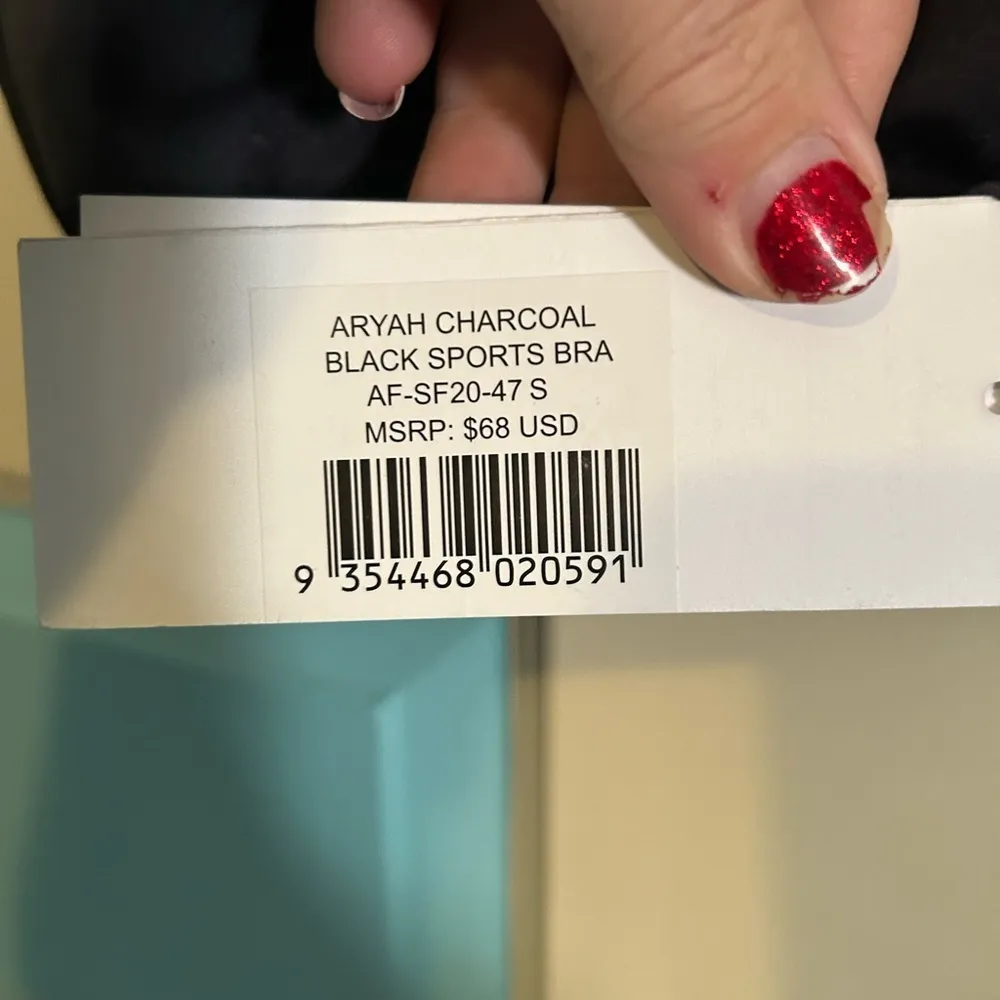 ARYAH CHARCOAL
BLACK SPORTS BRA
AF-SF20-47 S
MSRP: $68 USD
9 354468 020591